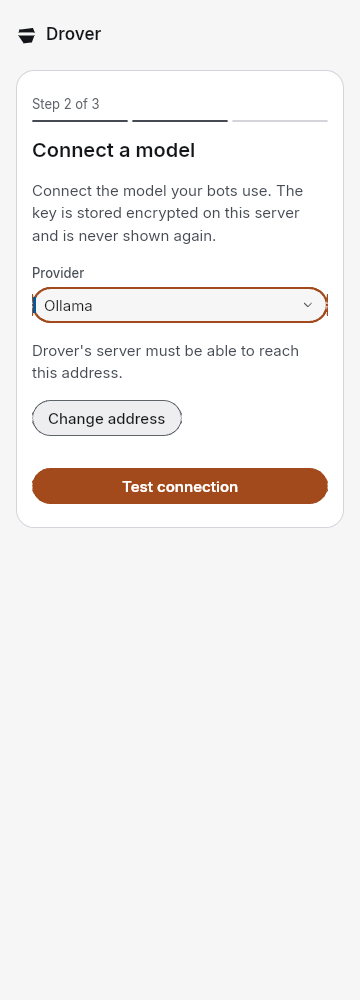 Drover
Step 2 of 3
Connect a model
Connect the model your bots use. The
key is stored encrypted on this server
and is never shown again.
Provider
Ollama
Drover's server must be able to reach
this address.
Change address
Test connection